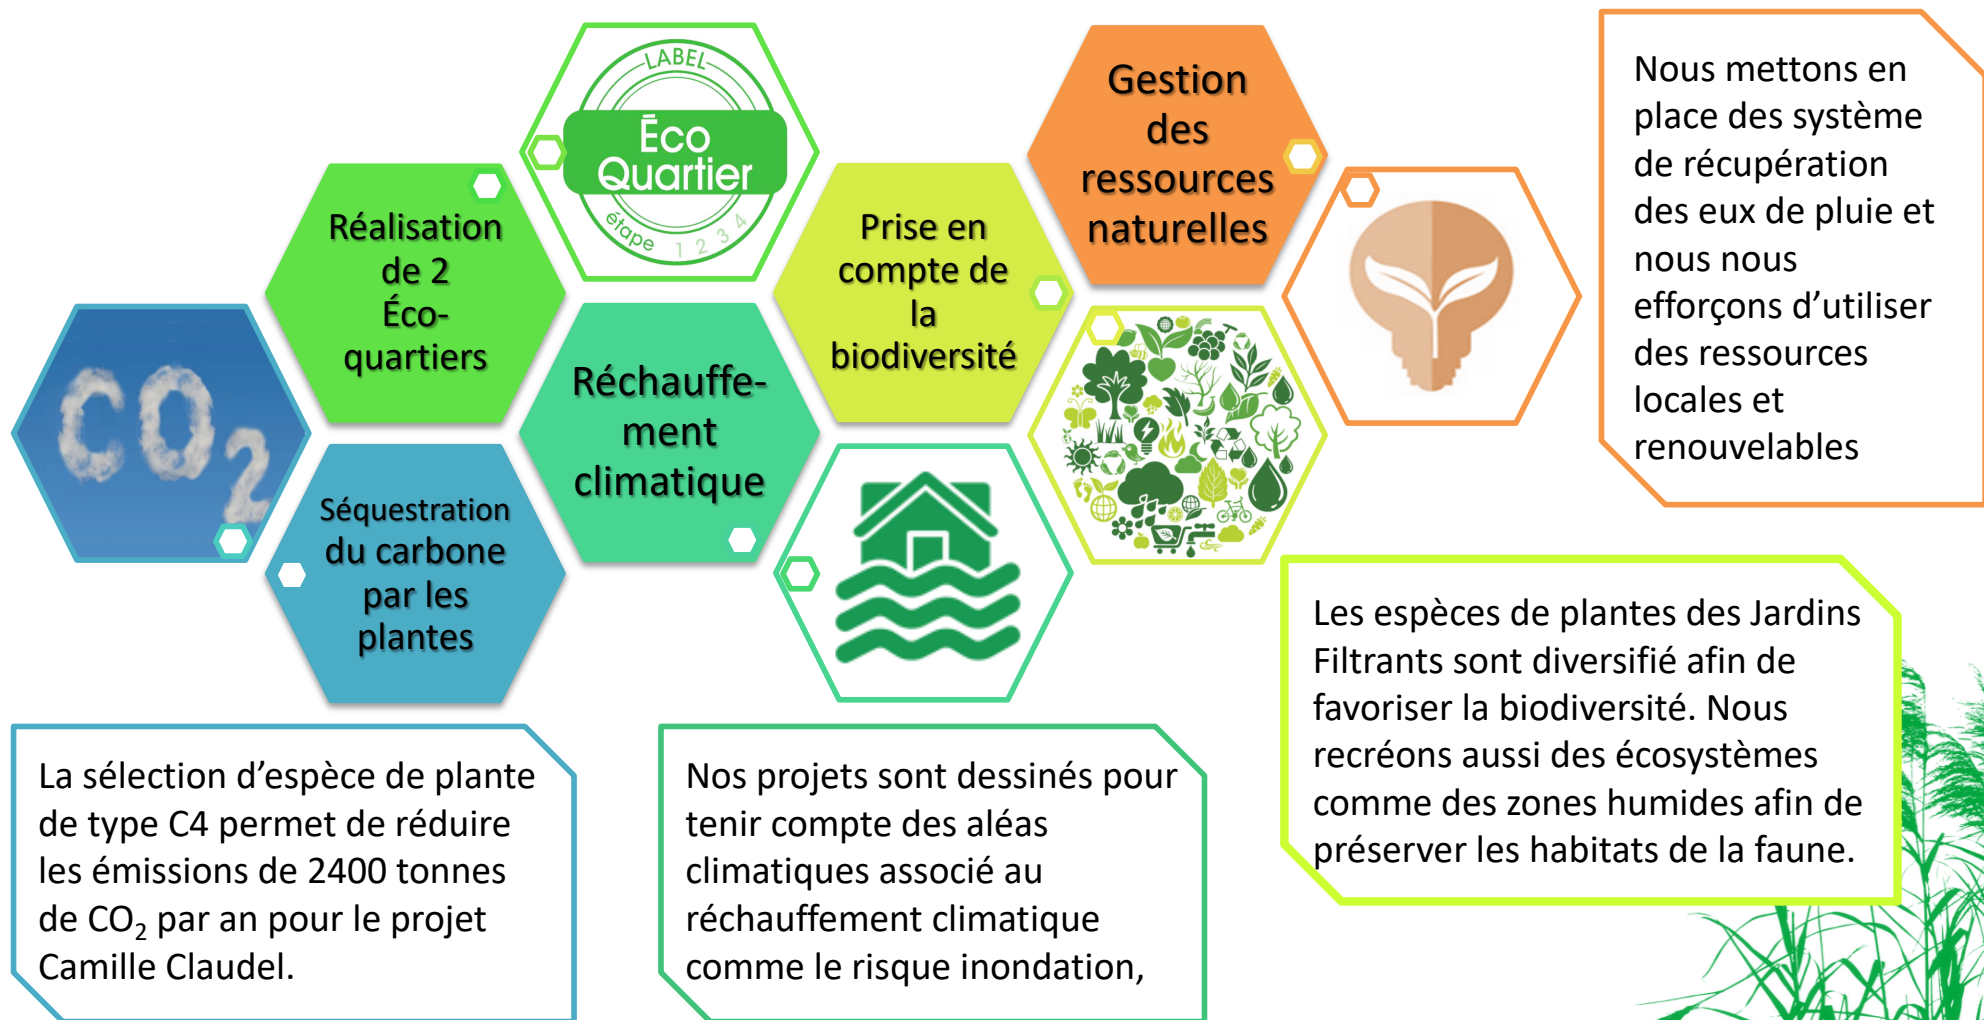 LABEL
Éco
Quartier
étape 1 2 3 4
Gestion
des
ressources
naturelles
Nous mettons en
place des système
de récupération
des eux de pluie et
nous nous
efforçons d’utiliser
des ressources
locales et
renouvelables
Réalisation
de 2
Éco-
quartiers
Prise en
compte de
la
biodiversité
CO2
Réchauffe-
ment
climatique
Séquestration
du carbone
par les
plantes
Les espèces de plantes des Jardins
Filtrants sont diversifié afin de
favoriser la biodiversité. Nous
recréons aussi des écosystèmes
comme des zones humides afin de
préserver les habitats de la faune.
La sélection d’espèce de plante
de type C4 permet de réduire
les émissions de 2400 tonnes
de CO2 par an pour le projet
Camille Claudel.
Nos projets sont dessinés pour
tenir compte des aléas
climatiques associé au
réchauffement climatique
comme le risque inondation,